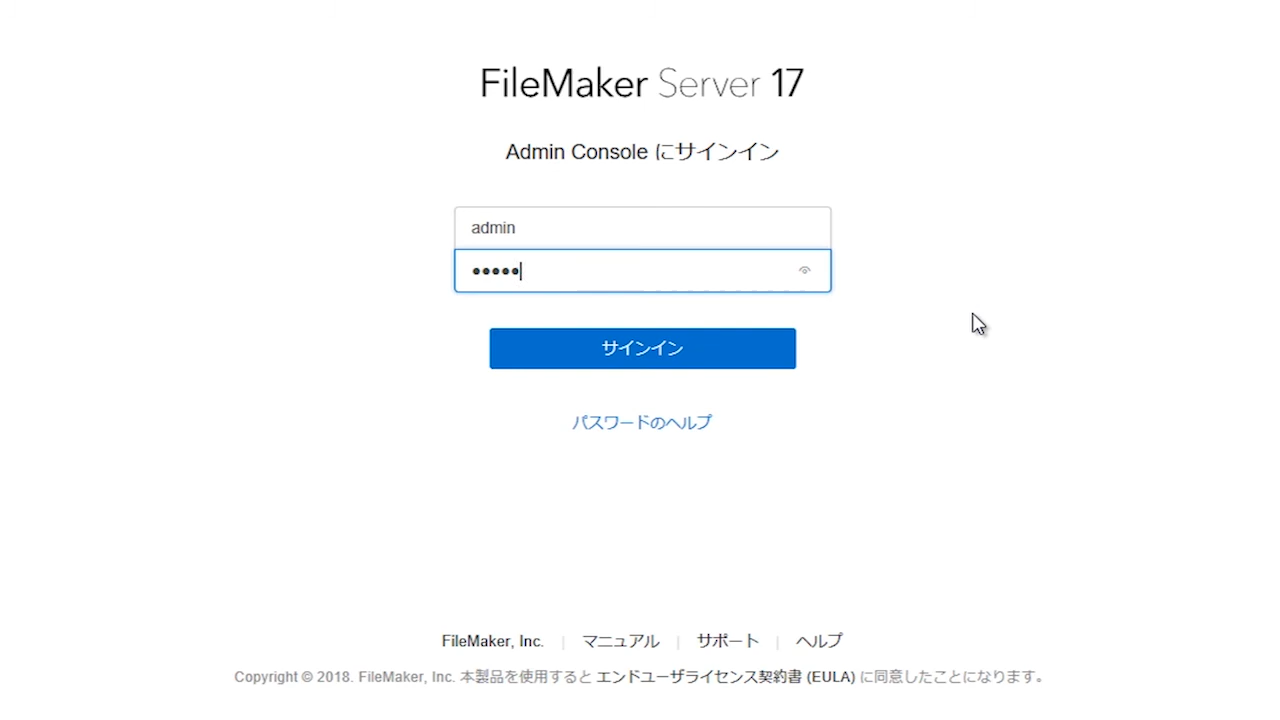 FileMaker Server 17
Admin Console にサインイン
admin
●●●●●
サインイン
パスワードのヘルプ
FileMaker, Inc. | マニュアル | サポート | ヘルプ
Copyright © 2018. FileMaker, Inc. 本製品を使用すると エンドユーザライセンス契約書 (EULA) に同意したことになります。